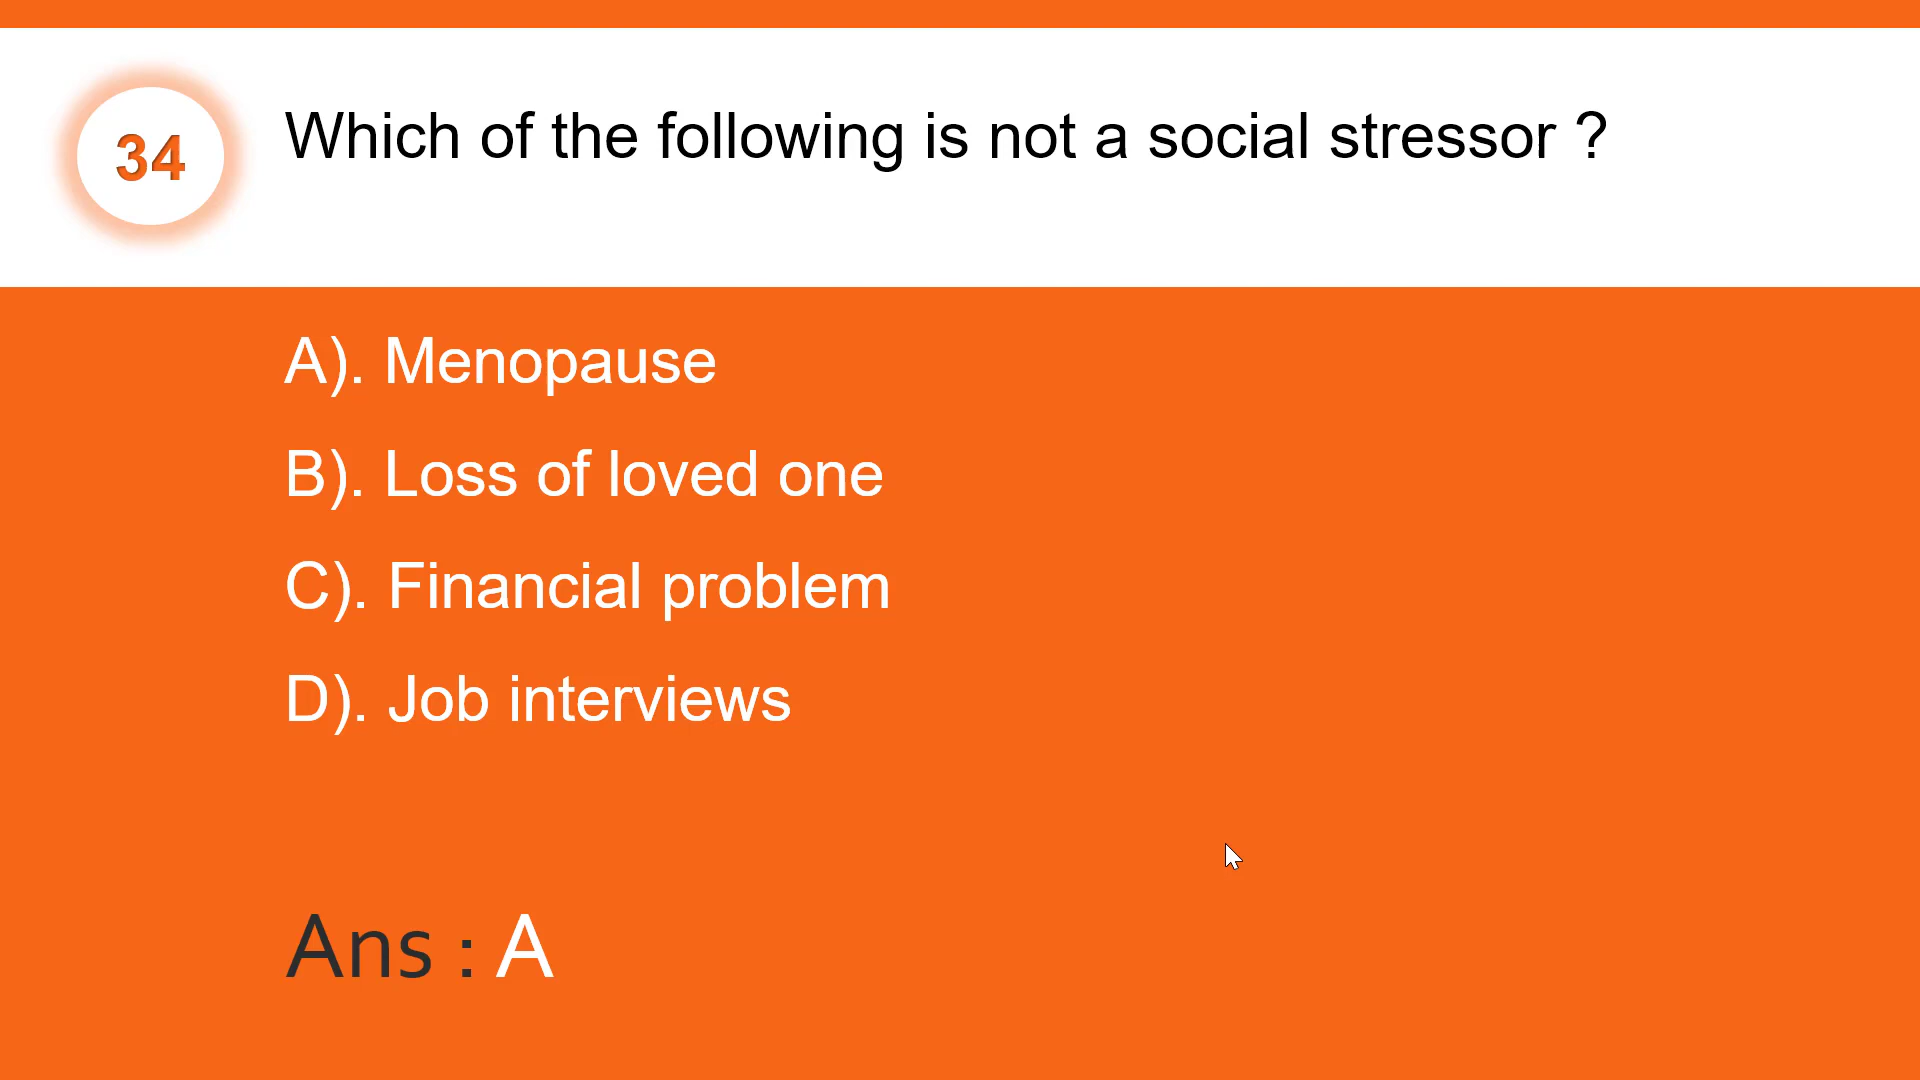 34
Which of the following is not a social stressor ?
A). Menopause
B). Loss of loved one
C). Financial problem
D). Job interviews
Ans : A